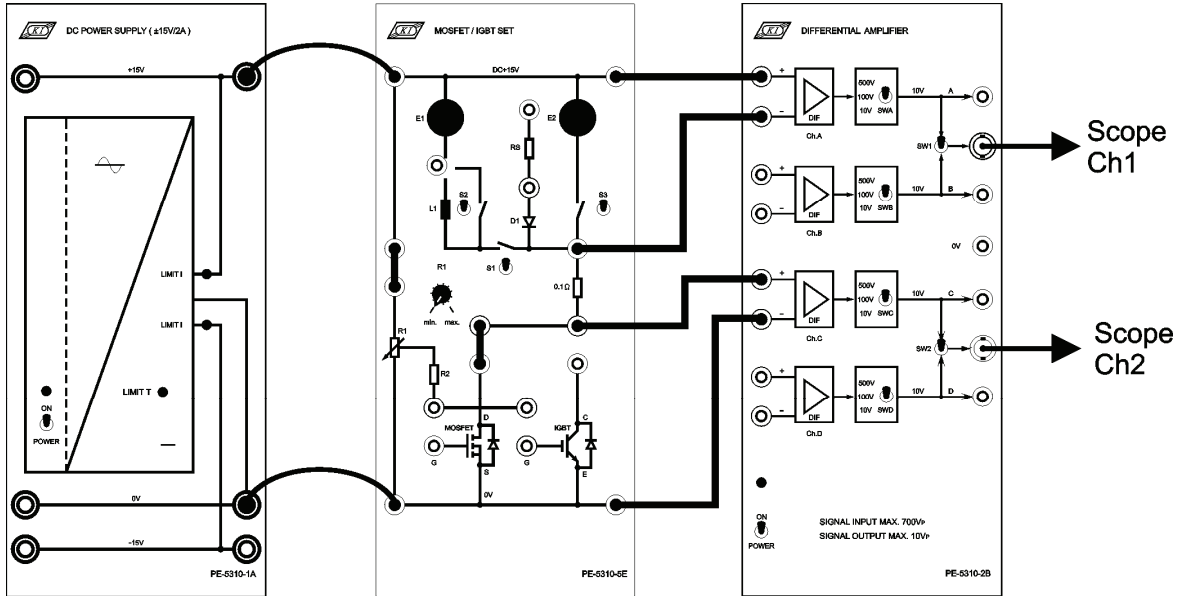 KI
DC POWER SUPPLY ( ±15V/2A )
+15V
LIMIT I
LIMIT I
LIMIT T
ON
POWER
0V
-15V
PE-5310-1A
KI
MOSFET / IGBT SET
DC+15V
E1
E2
RS
S2
S3
L1
D1
S1
R1
0.1Ω
min.
max.
R1
R2
MOSFET
D
IGBT
C
G
S
G
E
0V
PE-5310-5E
KI
DIFFERENTIAL AMPLIFIER
+
−
DIF
Ch.A
500V
100V
10V SWA
10V
A
SW1
+
−
DIF
Ch.B
500V
100V
10V SWB
10V
B
0V
+
−
DIF
Ch.C
500V
100V
10V SWC
10V
C
SW2
+
−
DIF
Ch.D
500V
100V
10V SWD
10V
D
ON
POWER
SIGNAL INPUT MAX. 700VP
SIGNAL OUTPUT MAX. 10VP
PE-5310-2B
Scope
Ch1
Scope
Ch2